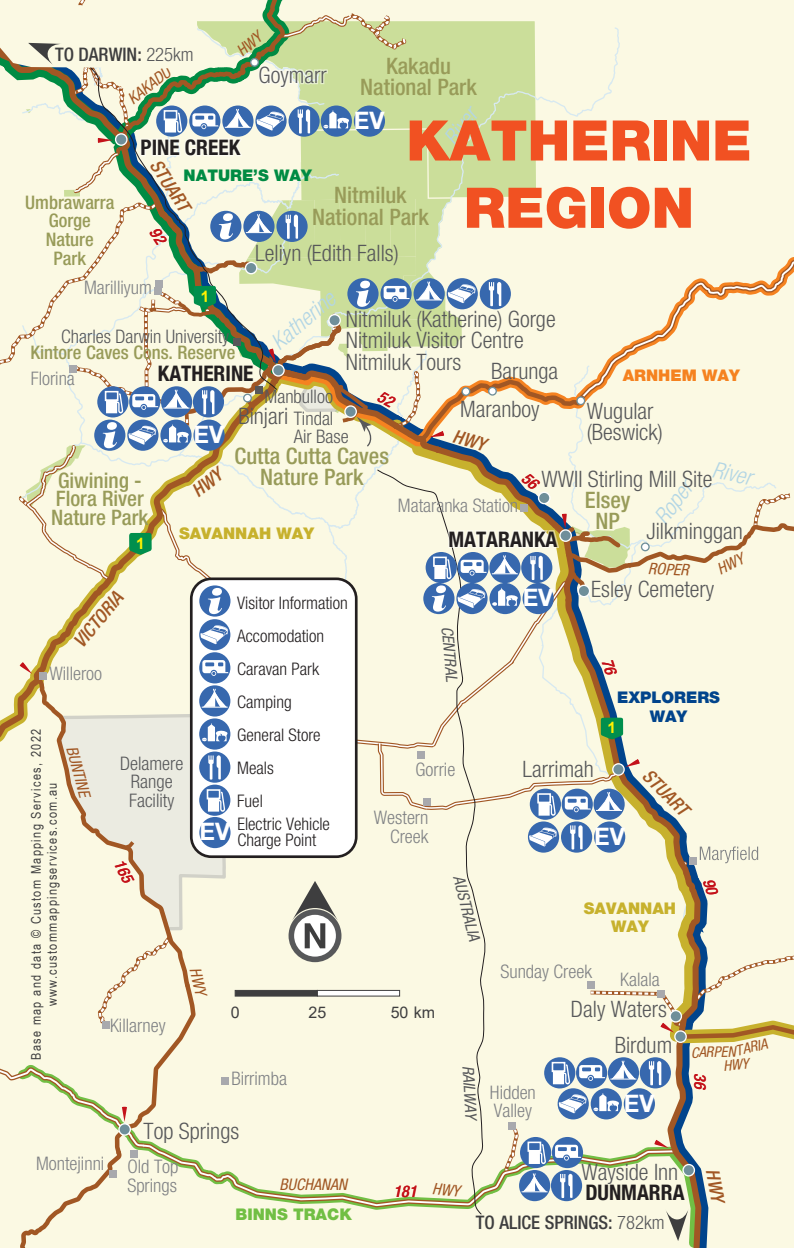 TO DARWIN: 225km
KAKADU
HWY
Goymarr
Kakadu
National Park
EV
PINE CREEK
KATHERINE
REGION
STUART
NATURE'S WAY
Umbrawarra
Gorge
Nature
Park
92
Nitmiluk
National Park
i
Leliyn (Edith Falls)
Marilliyum
1
i
Katherine
Nitmiluk (Katherine) Gorge
Nitmiluk Visitor Centre
Nitmiluk Tours
Charles Darwin University
Kintore Caves Cons. Reserve
Florina
KATHERINE
Manbulloo
Binjari
Tindal
Air Base
i
EV
52
Barunga
Maranboy
ARNHEM WAY
Wugular
(Beswick)
HWY
Cutta Cutta Caves
Nature Park
HWY
Giwining -
Flora River
Nature Park
1
SAVANNAH WAY
56
WWII Stirling Mill Site
Mataranka Station
Elsey
NP
Roper
River
MATARANKA
Jilkminggan
ROPER
HWY
i
EV
Esley Cemetery
VICTORIA
i Visitor Information
Accomodation
Caravan Park
Camping
General Store
Meals
Fuel
EV Electric Vehicle
Charge Point
CENTRAL
76
EXPLORERS
WAY
1
Willeroo
BUNTINE
Delamere
Range
Facility
Gorrie
Western
Creek
Larrimah
STUART
EV
Maryfield
90
165
AUSTRALIA
SAVANNAH
WAY
N
0
25
50 km
Base map and data © Custom Mapping Services, 2022
www.custommappingservices.com.au
HWY
Killarney
Sunday Creek
Kalala
Daly Waters
Birdum
CARPENTARIA
HWY
36
EV
Birrimba
RAILWAY
Hidden
Valley
Top Springs
Montejinni
Old Top
Springs
BUCHANAN
181
HWY
BINNS TRACK
Wayside Inn
DUNMARRA
HWY
TO ALICE SPRINGS: 782km